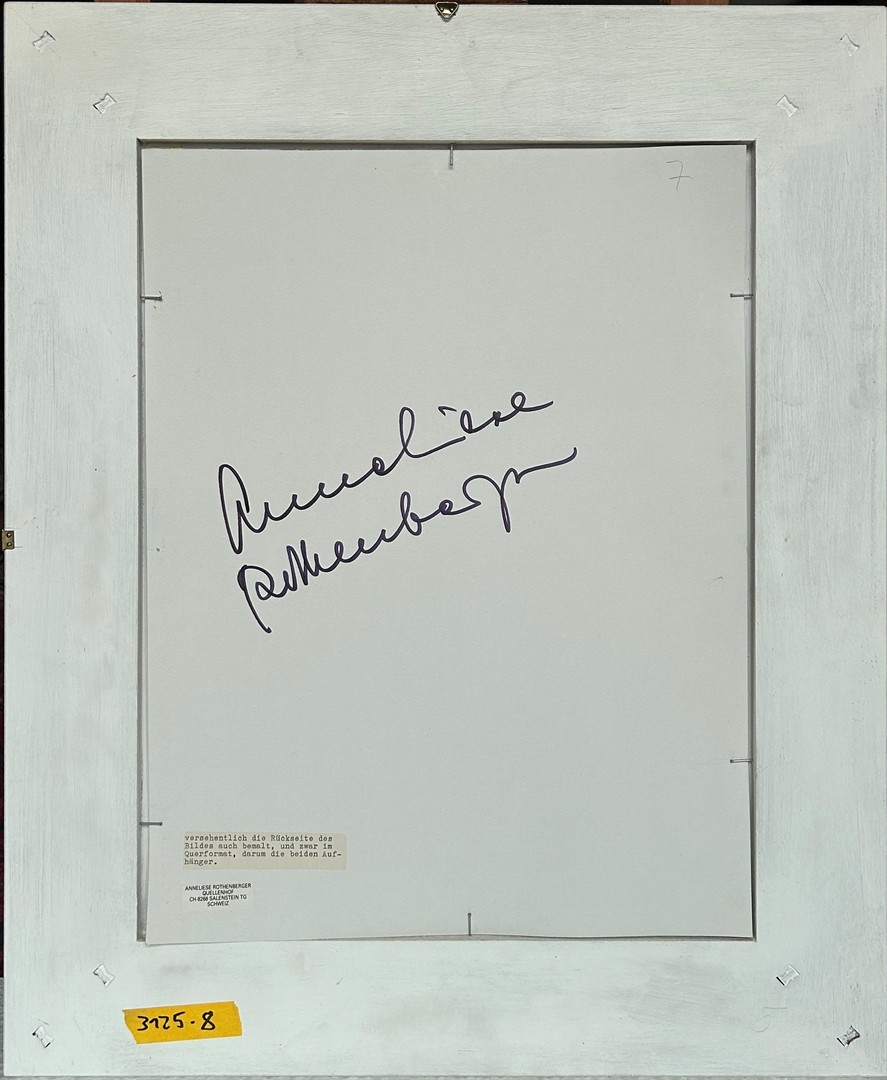 7
Anneliese
Rothenberger
versehentlich die Rückseite des
Bildes auch bemalt, und zwar im
Querformat, darum die beiden Auf-
hänger.
ANNELIESE ROTHENBERGER
QUELLENHOF
CH-8268 SALENSTEIN TG
SCHWEIZ
3125-8